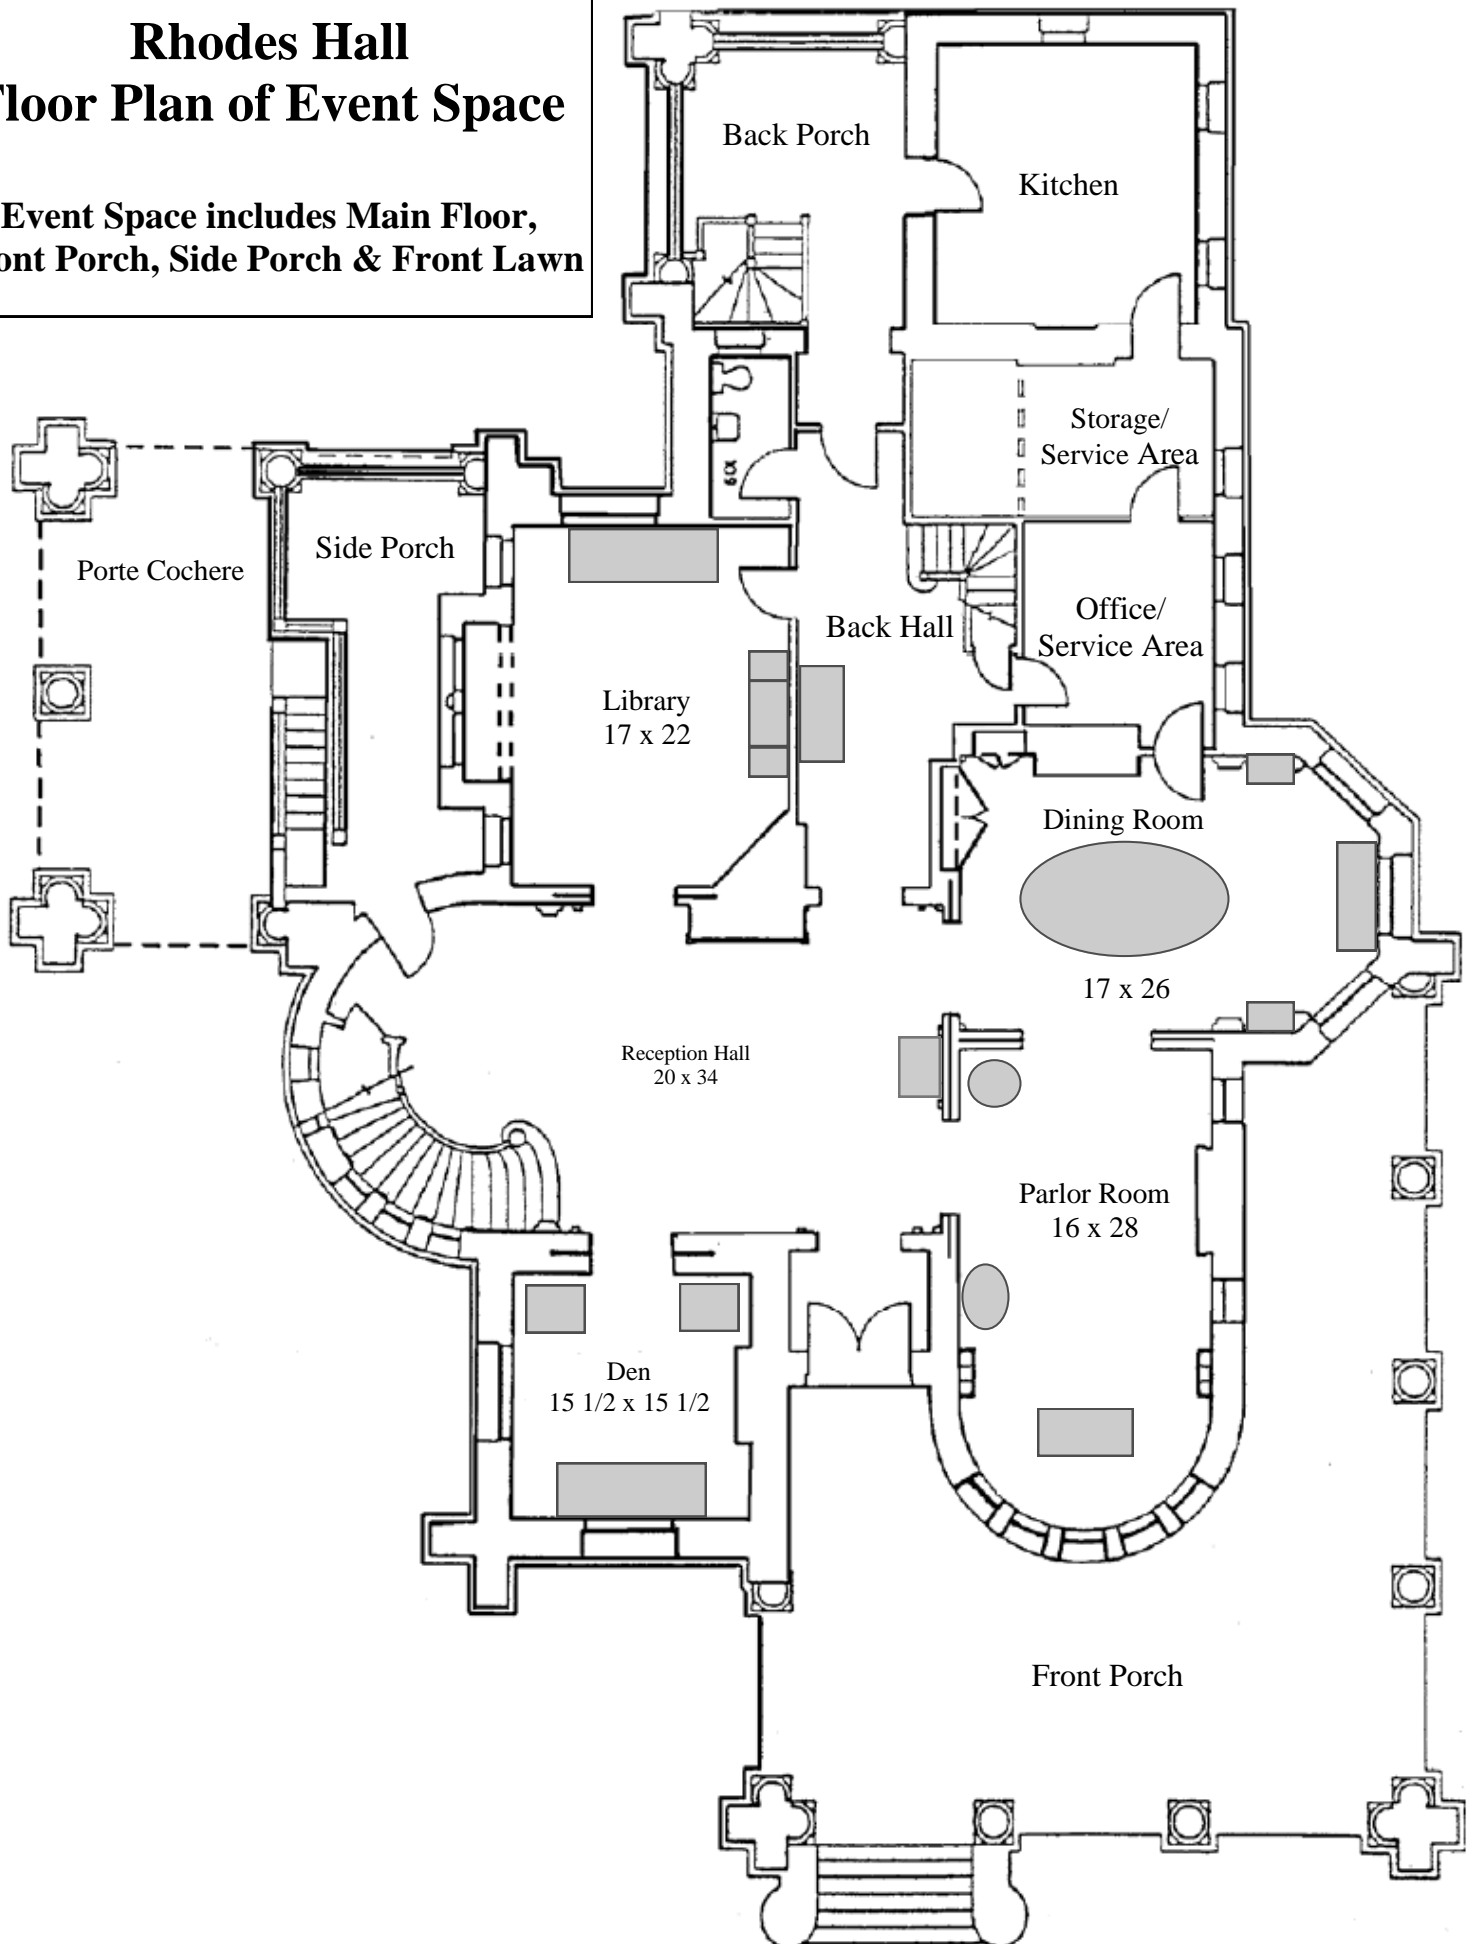 Rhodes Hall
loor Plan of Event Space
Event Space includes Main Floor,
ont Porch, Side Porch & Front Lawn
Back Porch
Kitchen
Storage/
Service Area
Side Porch
Porte Cochere
Back Hall
Office/
Service Area
Library
17 x 22
Dining Room
17 x 26
Reception Hall
20 x 34
Parlor Room
16 x 28
Den
15 1/2 x 15 1/2
Front Porch